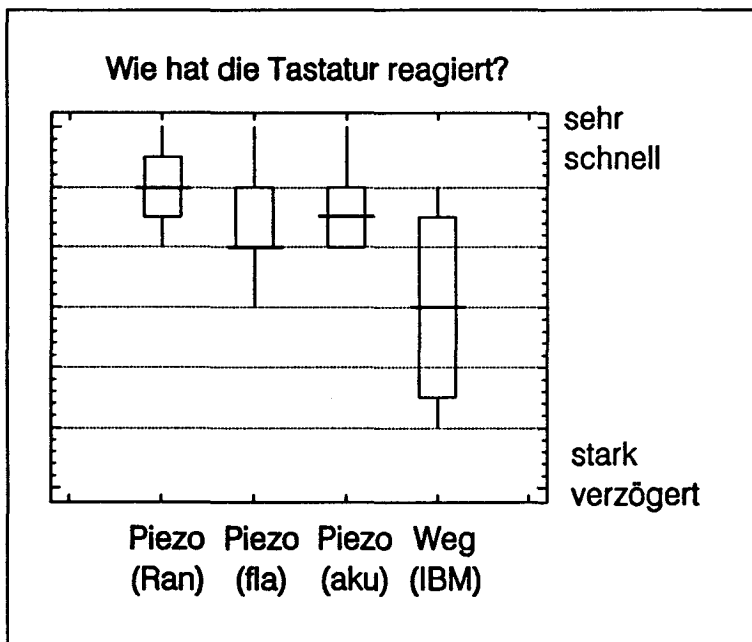 Wie hat die Tastatur reagiert?
sehr
schnell
stark
verzögert
Piezo Piezo Piezo Weg
(Ran) (fla) (aku) (IBM)